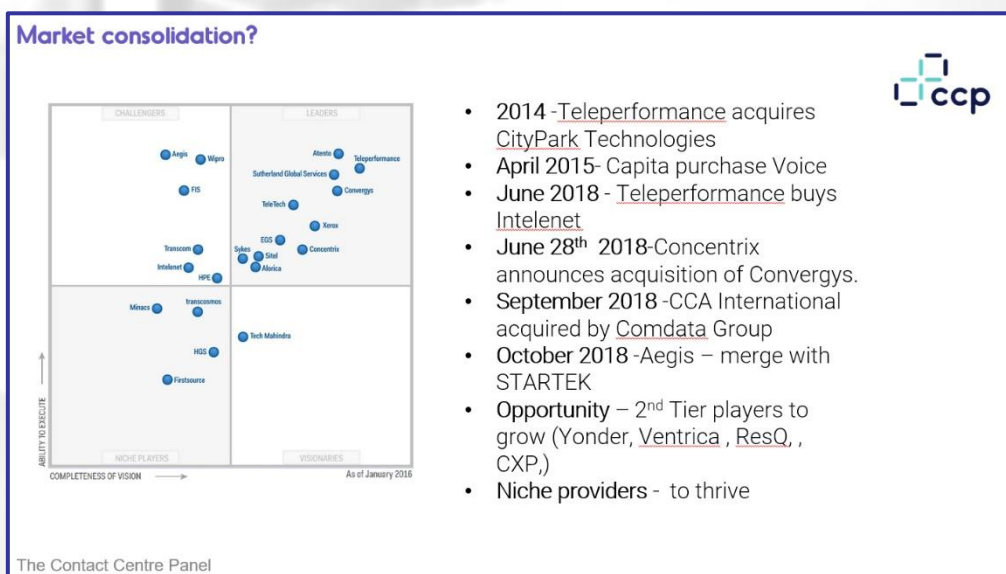 Market consolidation?
ccp
CHALLENGERS
LEADERS
Aegis
Wipro
FIS
Transcom
Intelenet
HPE
Atento
Teleperformance
Sutherland Global Services
Convergys
TeleTech
Xerox
EGS
Concentrix
Sykes
Sitel
Alorica
Minacs
transcosmos
HGS
Firstsource
Tech Mahindra
NICHE PLAYERS
VISIONARIES
ABILITY TO EXECUTE
COMPLETENESS OF VISION
As of January 2016
• 2014 -Teleperformance acquires
CityPark Technologies
• April 2015- Capita purchase Voice
• June 2018 - Teleperformance buys
Intelenet
• June 28th 2018-Concentrix
announces acquisition of Convergys.
• September 2018 -CCA International
acquired by Comdata Group
• October 2018 -Aegis – merge with
STARTEK
• Opportunity – 2nd Tier players to
grow (Yonder, Ventrica , ResQ, ,
CXP,)
• Niche providers - to thrive
The Contact Centre Panel